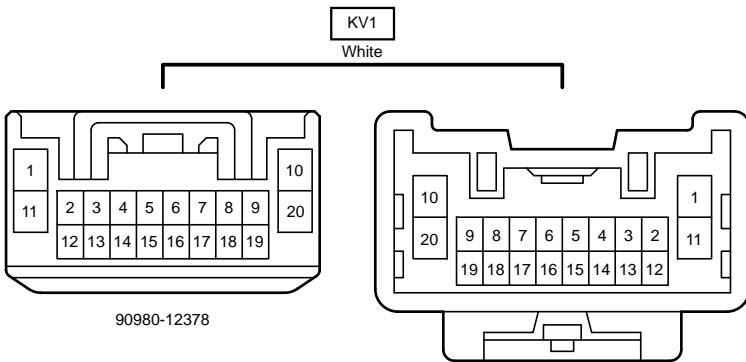 KV1
White
1 10
11 2 3 4 5 6 7 8 9 20
12 13 14 15 16 17 18 19
90980-12378
10 1
20 9 8 7 6 5 4 3 2 11
19 18 17 16 15 14 13 12